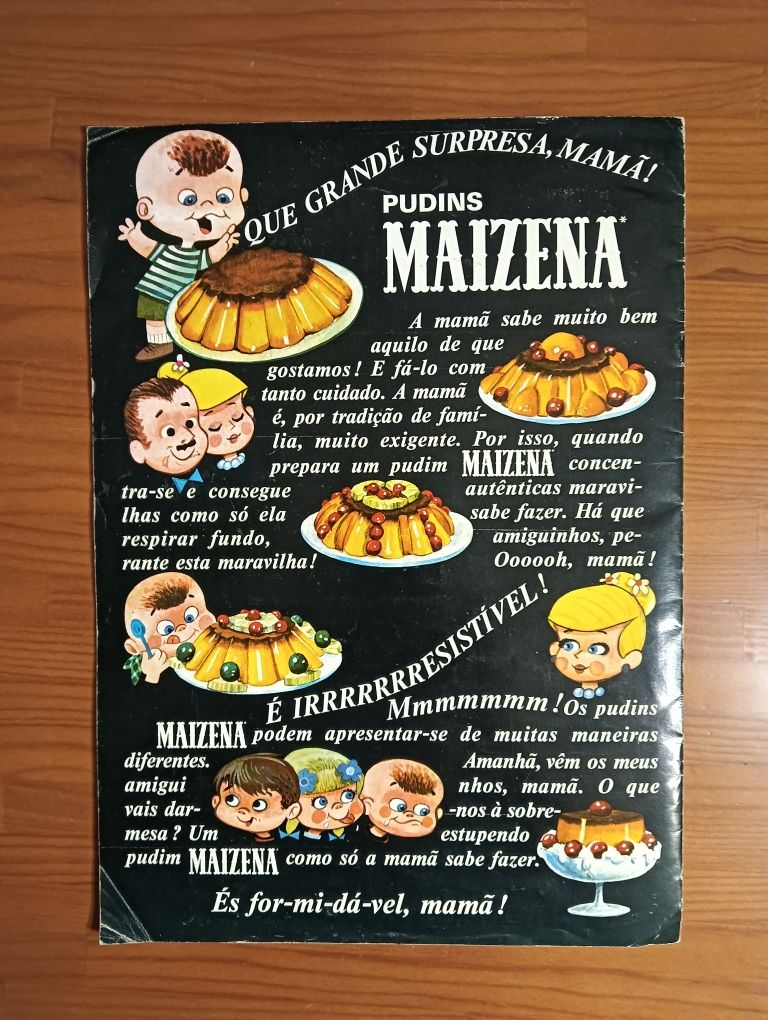 QUE GRANDE SURPRESA, MAMÃ!
PUDINS
MAIZENA*
A mamã sabe muito bem
aquilo de que
gostamos! E fá-lo com
tanto cuidado. A mamã
é, por tradição de famí-
lia, muito exigente. Por isso, quando
prepara um pudim MAIZENA concen-
tra-se e consegue autênticas maravi-
lhas como só ela sabe fazer. Há que
respirar fundo, amiguinhos, pe-
rante esta maravilha! Oooooh, mamã!
É IRRRRRRRESISTÍVEL!
Mmmmmmm! Os pudins
MAIZENA podem apresentar-se de muitas maneiras
diferentes. Amanhã, vêm os meus
amigui nhos, mamã. O que
vais dar- -nos à sobre-
mesa? Um estupendo
pudim MAIZENA como só a mamã sabe fazer.
És for-mi-dá-vel, mamã!